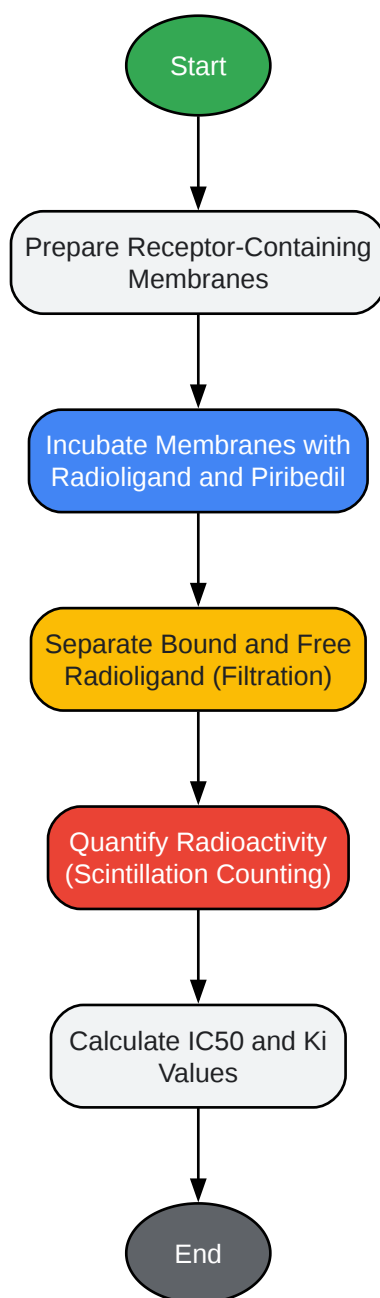 Start
Prepare Receptor-Containing
Membranes
Incubate Membranes with
Radioligand and Piribedil
Separate Bound and Free
Radioligand (Filtration)
Quantify Radioactivity
(Scintillation Counting)
Calculate IC50 and Ki
Values
End